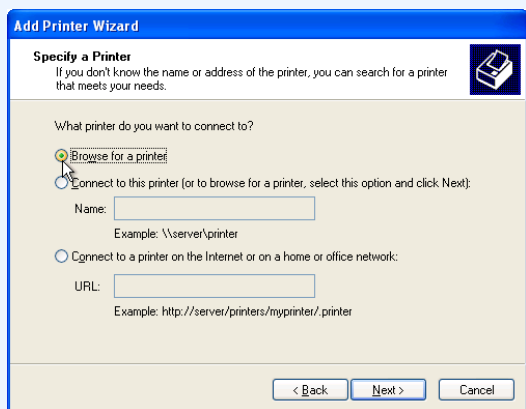 Add Printer Wizard
Specify a Printer
If you don't know the name or address of the printer, you can search for a printer
that meets your needs.
What printer do you want to connect to?
Browse for a printer
Connect to this printer (or to browse for a printer, select this option and click Next):
Name:
Example: \\server\printer
Connect to a printer on the Internet or on a home or office network:
URL:
Example: http://server/printers/myprinter/.printer
< Back
Next >
Cancel